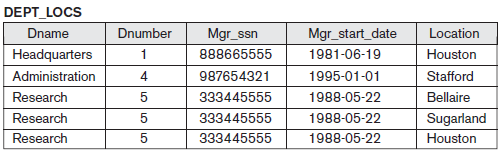 DEPT_LOCS
Dname Dnumber Mgr_ssn Mgr_start_date Location
Headquarters 1 888665555 1981-06-19 Houston
Administration 4 987654321 1995-01-01 Stafford
Research 5 333445555 1988-05-22 Bellaire
Research 5 333445555 1988-05-22 Sugarland
Research 5 333445555 1988-05-22 Houston